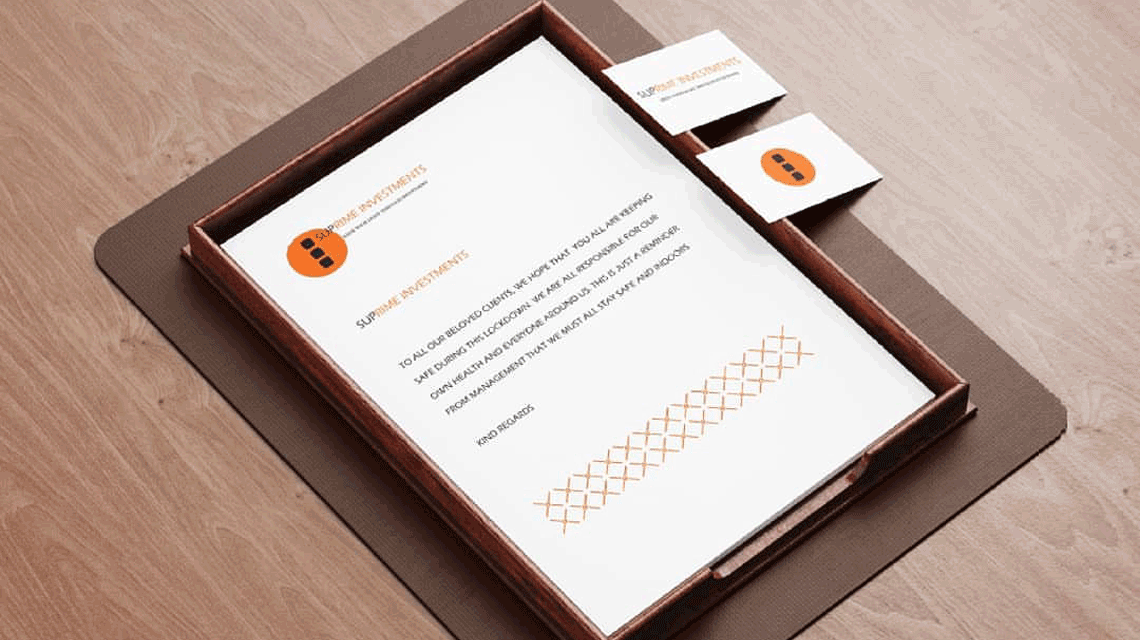 SUPRIME INVESTMENTS
SUPRIME INVESTMENTS
TO ALL OUR BELOVED CLIENTS, WE HOPE THAT YOU ALL ARE KEEPING
SAFE DURING THIS LOCKDOWN. WE ARE ALL RESPONSIBLE FOR OUR
OWN HEALTH AND EVERYONE AROUND US. THIS IS JUST A REMINDER
FROM MANAGEMENT THAT WE MUST ALL STAY SAFE AND INDOORS
KIND REGARDS
SUPRIME INVESTMENTS